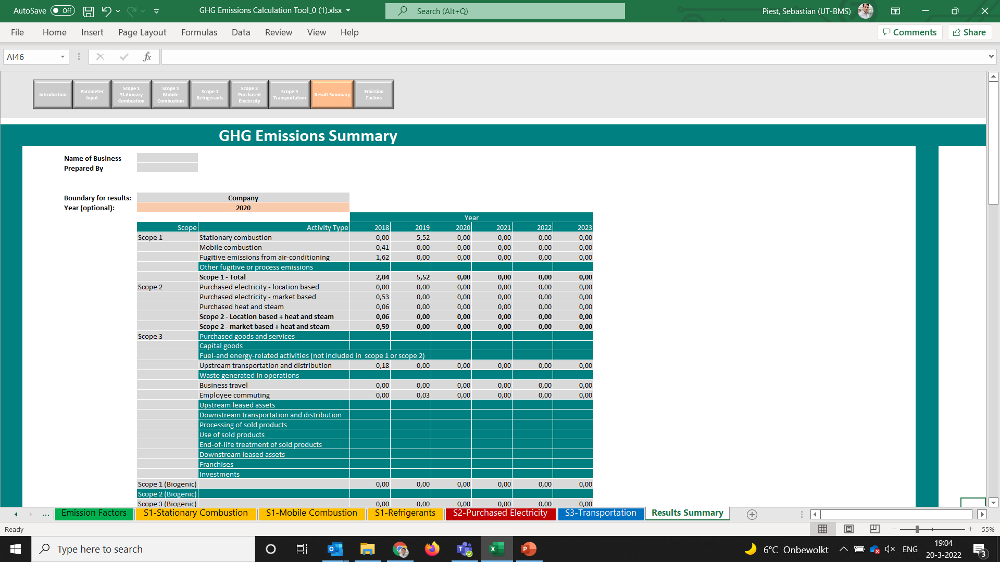 AutoSave Off GHG Emissions Calculation Tool_0 (1).xlsx Search (Alt+Q) Piest, Sebastian (UT-BMS)
File Home Insert Page Layout Formulas Data Review View Help Comments Share
AI46 fx
Introduction
Parameter Input
Scope 1 Stationary Combustion
Scope 1 Mobile Combustion
Scope 1 Refrigerants
Scope 2 Purchased Electricity
Scope 3 Transportation
Result Summary
Emission Factors
GHG Emissions Summary
Name of Business
Prepared By
Boundary for results: Company
Year (optional): 2020
Year
Scope Activity Type 2018 2019 2020 2021 2022 2023
Scope 1 Stationary combustion 0,00 5,52 0,00 0,00 0,00 0,00
Mobile combustion 0,41 0,00 0,00 0,00 0,00 0,00
Fugitive emissions from air-conditioning 1,62 0,00 0,00 0,00 0,00 0,00
Other fugitive or process emissions
Scope 1 - Total 2,04 5,52 0,00 0,00 0,00 0,00
Scope 2 Purchased electricity - location based 0,00 0,00 0,00 0,00 0,00 0,00
Purchased electricity - market based 0,53 0,00 0,00 0,00 0,00 0,00
Purchased heat and steam 0,06 0,00 0,00 0,00 0,00 0,00
Scope 2 - Location based + heat and steam 0,06 0,00 0,00 0,00 0,00 0,00
Scope 2 - market based + heat and steam 0,59 0,00 0,00 0,00 0,00 0,00
Scope 3 Purchased goods and services
Capital goods
Fuel-and energy-related activities (not included in scope 1 or scope 2)
Upstream transportation and distribution 0,18 0,00 0,00 0,00 0,00 0,00
Waste generated in operations
Business travel 0,00 0,00 0,00 0,00 0,00 0,00
Employee commuting 0,00 0,03 0,00 0,00 0,00 0,00
Upstream leased assets
Downstream transportation and distribution
Processing of sold products
Use of sold products
End-of-life treatment of sold products
Downstream leased assets
Franchises
Investments
Scope 1 (Biogenic) 0,00 0,00 0,00 0,00 0,00 0,00
Scope 2 (Biogenic)
Scope 3 (Biogenic) 0,00 0,00 0,00 0,00 0,00 0,00
... Emission Factors S1-Stationary Combustion S1-Mobile Combustion S1-Refrigerants S2-Purchased Electricity S3-Transportation Results Summary
Ready 55%
Type here to search 6°C Onbewolkt ENG 19:04
20-3-2022 3